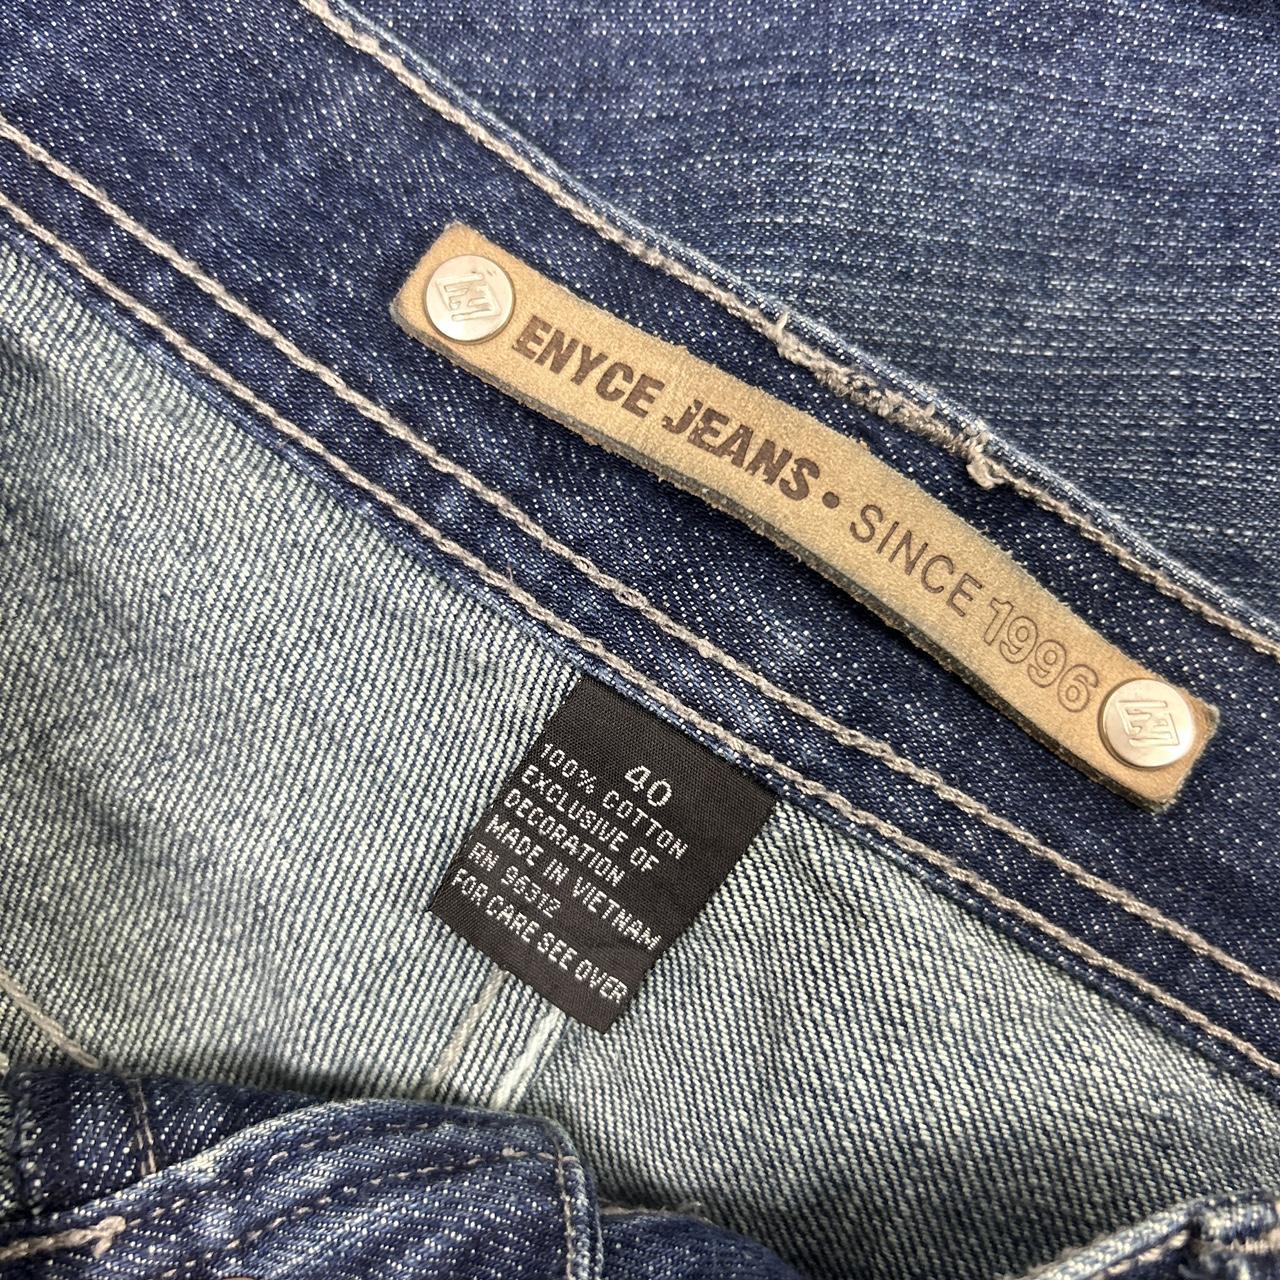 ENYCE JEANS • SINCE 1996
40
100% COTTON
EXCLUSIVE OF
DECORATION
MADE IN VIETNAM
RN 96312
FOR CARE SEE OVER